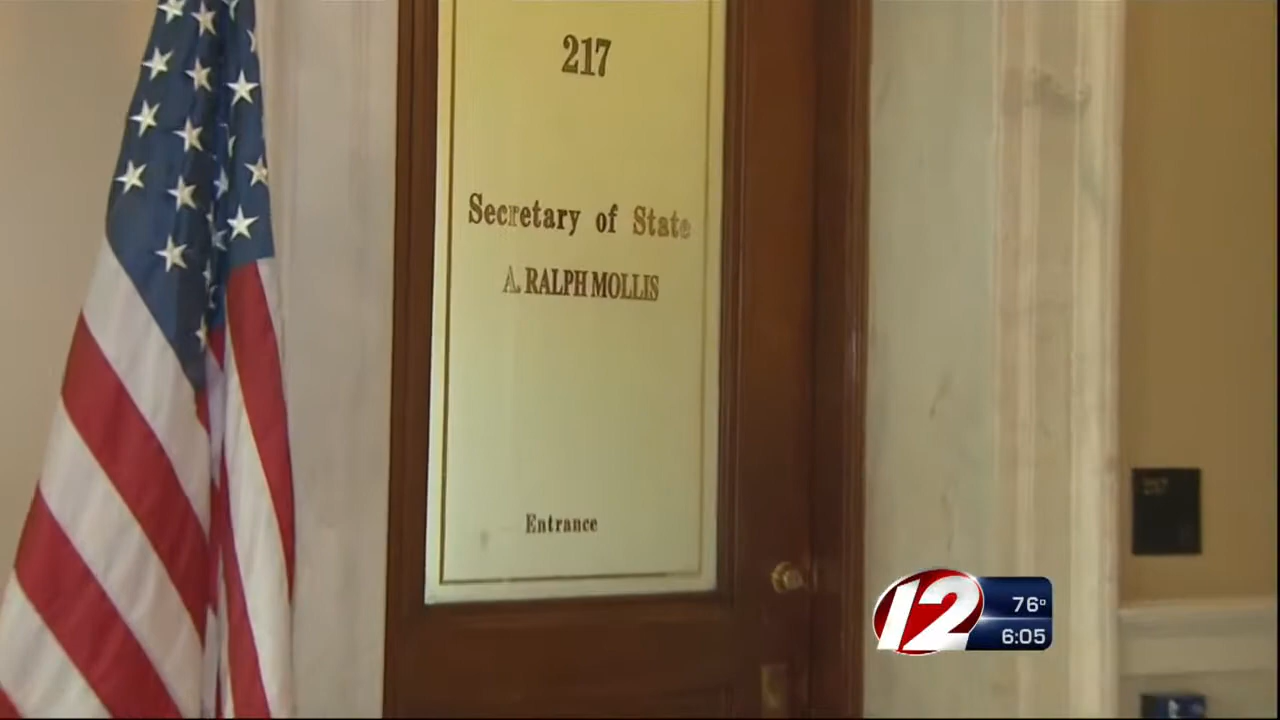 217
Secretary of State
A. RALPH MOLLIS
Entrance
12
76°
6:05